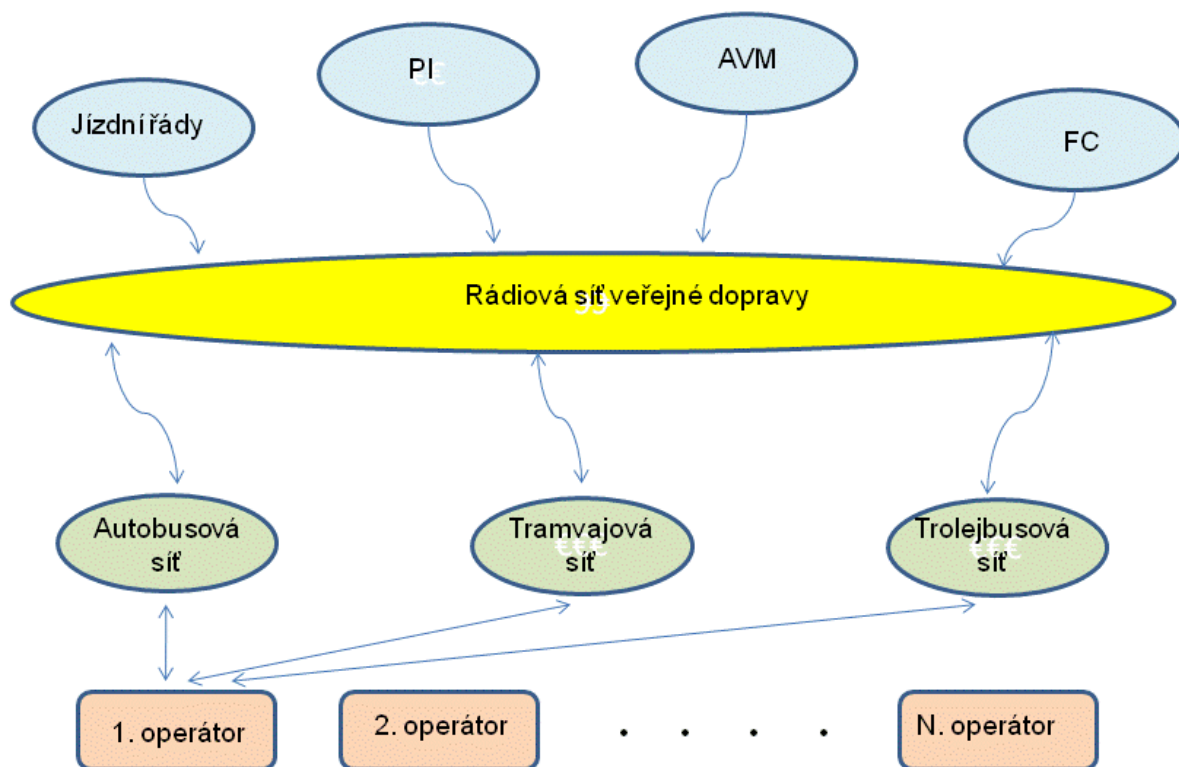 Jízdní řády
PI
€€
AVM
FC
Rádiová síť veřejné dopravy
Autobusová
síť
Tramvajová
síť
€€€
Trolejbusová
síť
€€€
1. operátor
2. operátor
. . . .
N. operátor